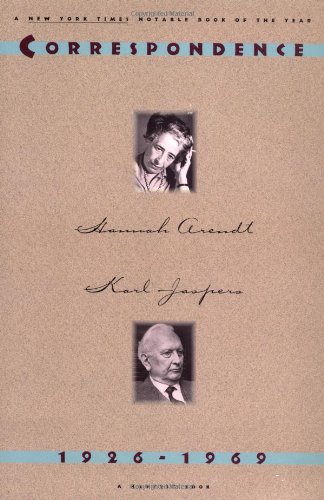 A NEW YORK TIMES NOTABLE BOOK OF THE YEAR
CORRESPONDENCE
Hannah Arendt
Karl Jaspers
1926-1969
A